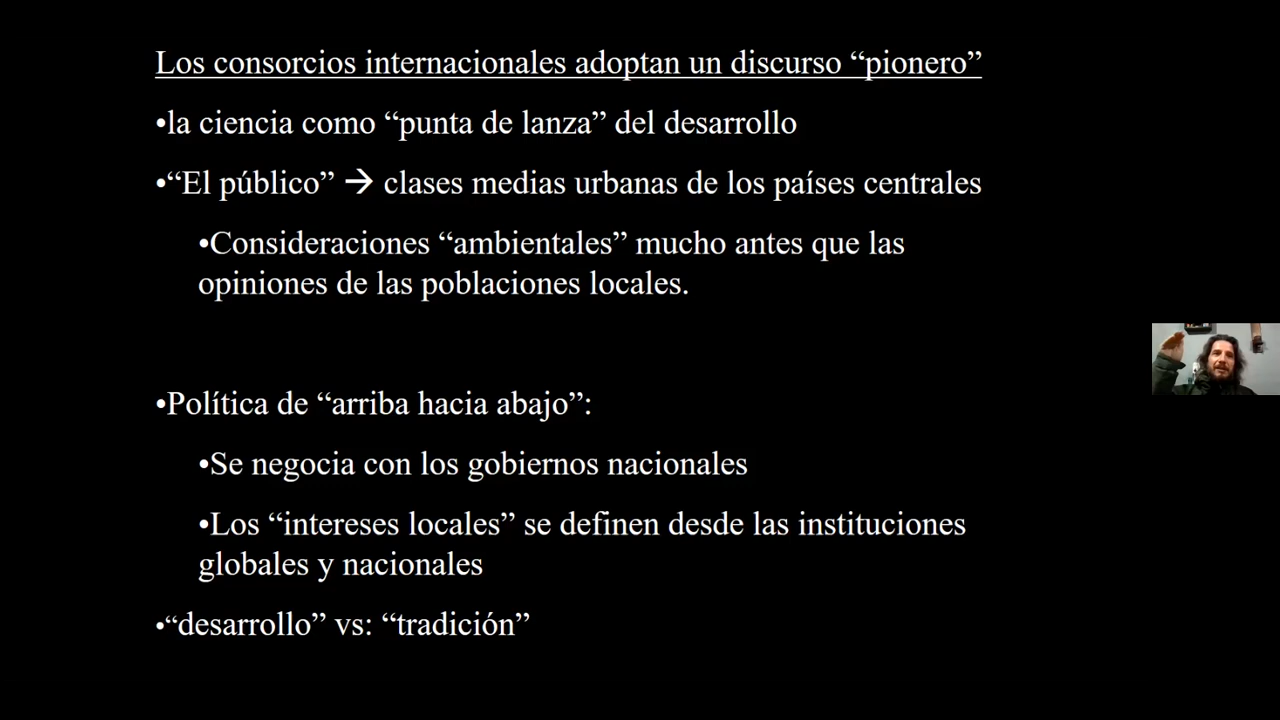 Los consorcios internacionales adoptan un discurso “pionero”
•la ciencia como “punta de lanza” del desarrollo
•“El público” → clases medias urbanas de los países centrales
•Consideraciones “ambientales” mucho antes que las
opiniones de las poblaciones locales.
•Política de “arriba hacia abajo”:
•Se negocia con los gobiernos nacionales
•Los “intereses locales” se definen desde las instituciones
globales y nacionales
•“desarrollo” vs: “tradición”